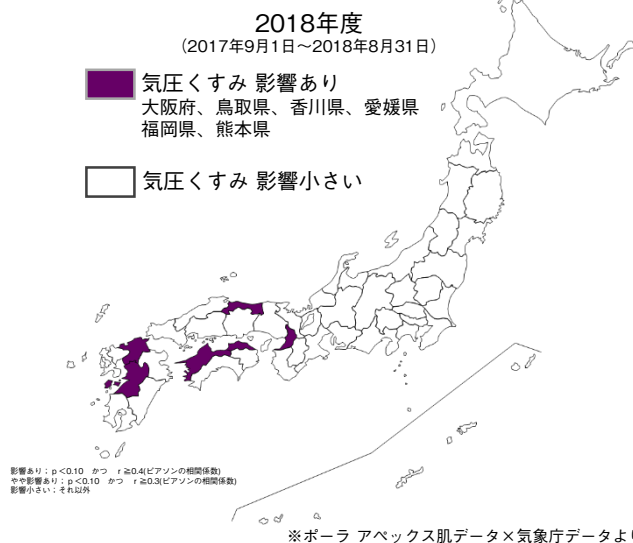 2018年度
（2017年9月1日～2018年8月31日）
気圧くすみ 影響あり
大阪府、鳥取県、香川県、愛媛県
福岡県、熊本県
気圧くすみ 影響小さい
影響あり；ｐ＜0.10　かつ　ｒ≧0.4(ピアソンの相関係数)
やや影響あり；ｐ＜0.10　かつ　ｒ≧0.3(ピアソンの相関係数)
影響小さい；それ以外
※ポーラ アペックス肌データ×気象庁データより